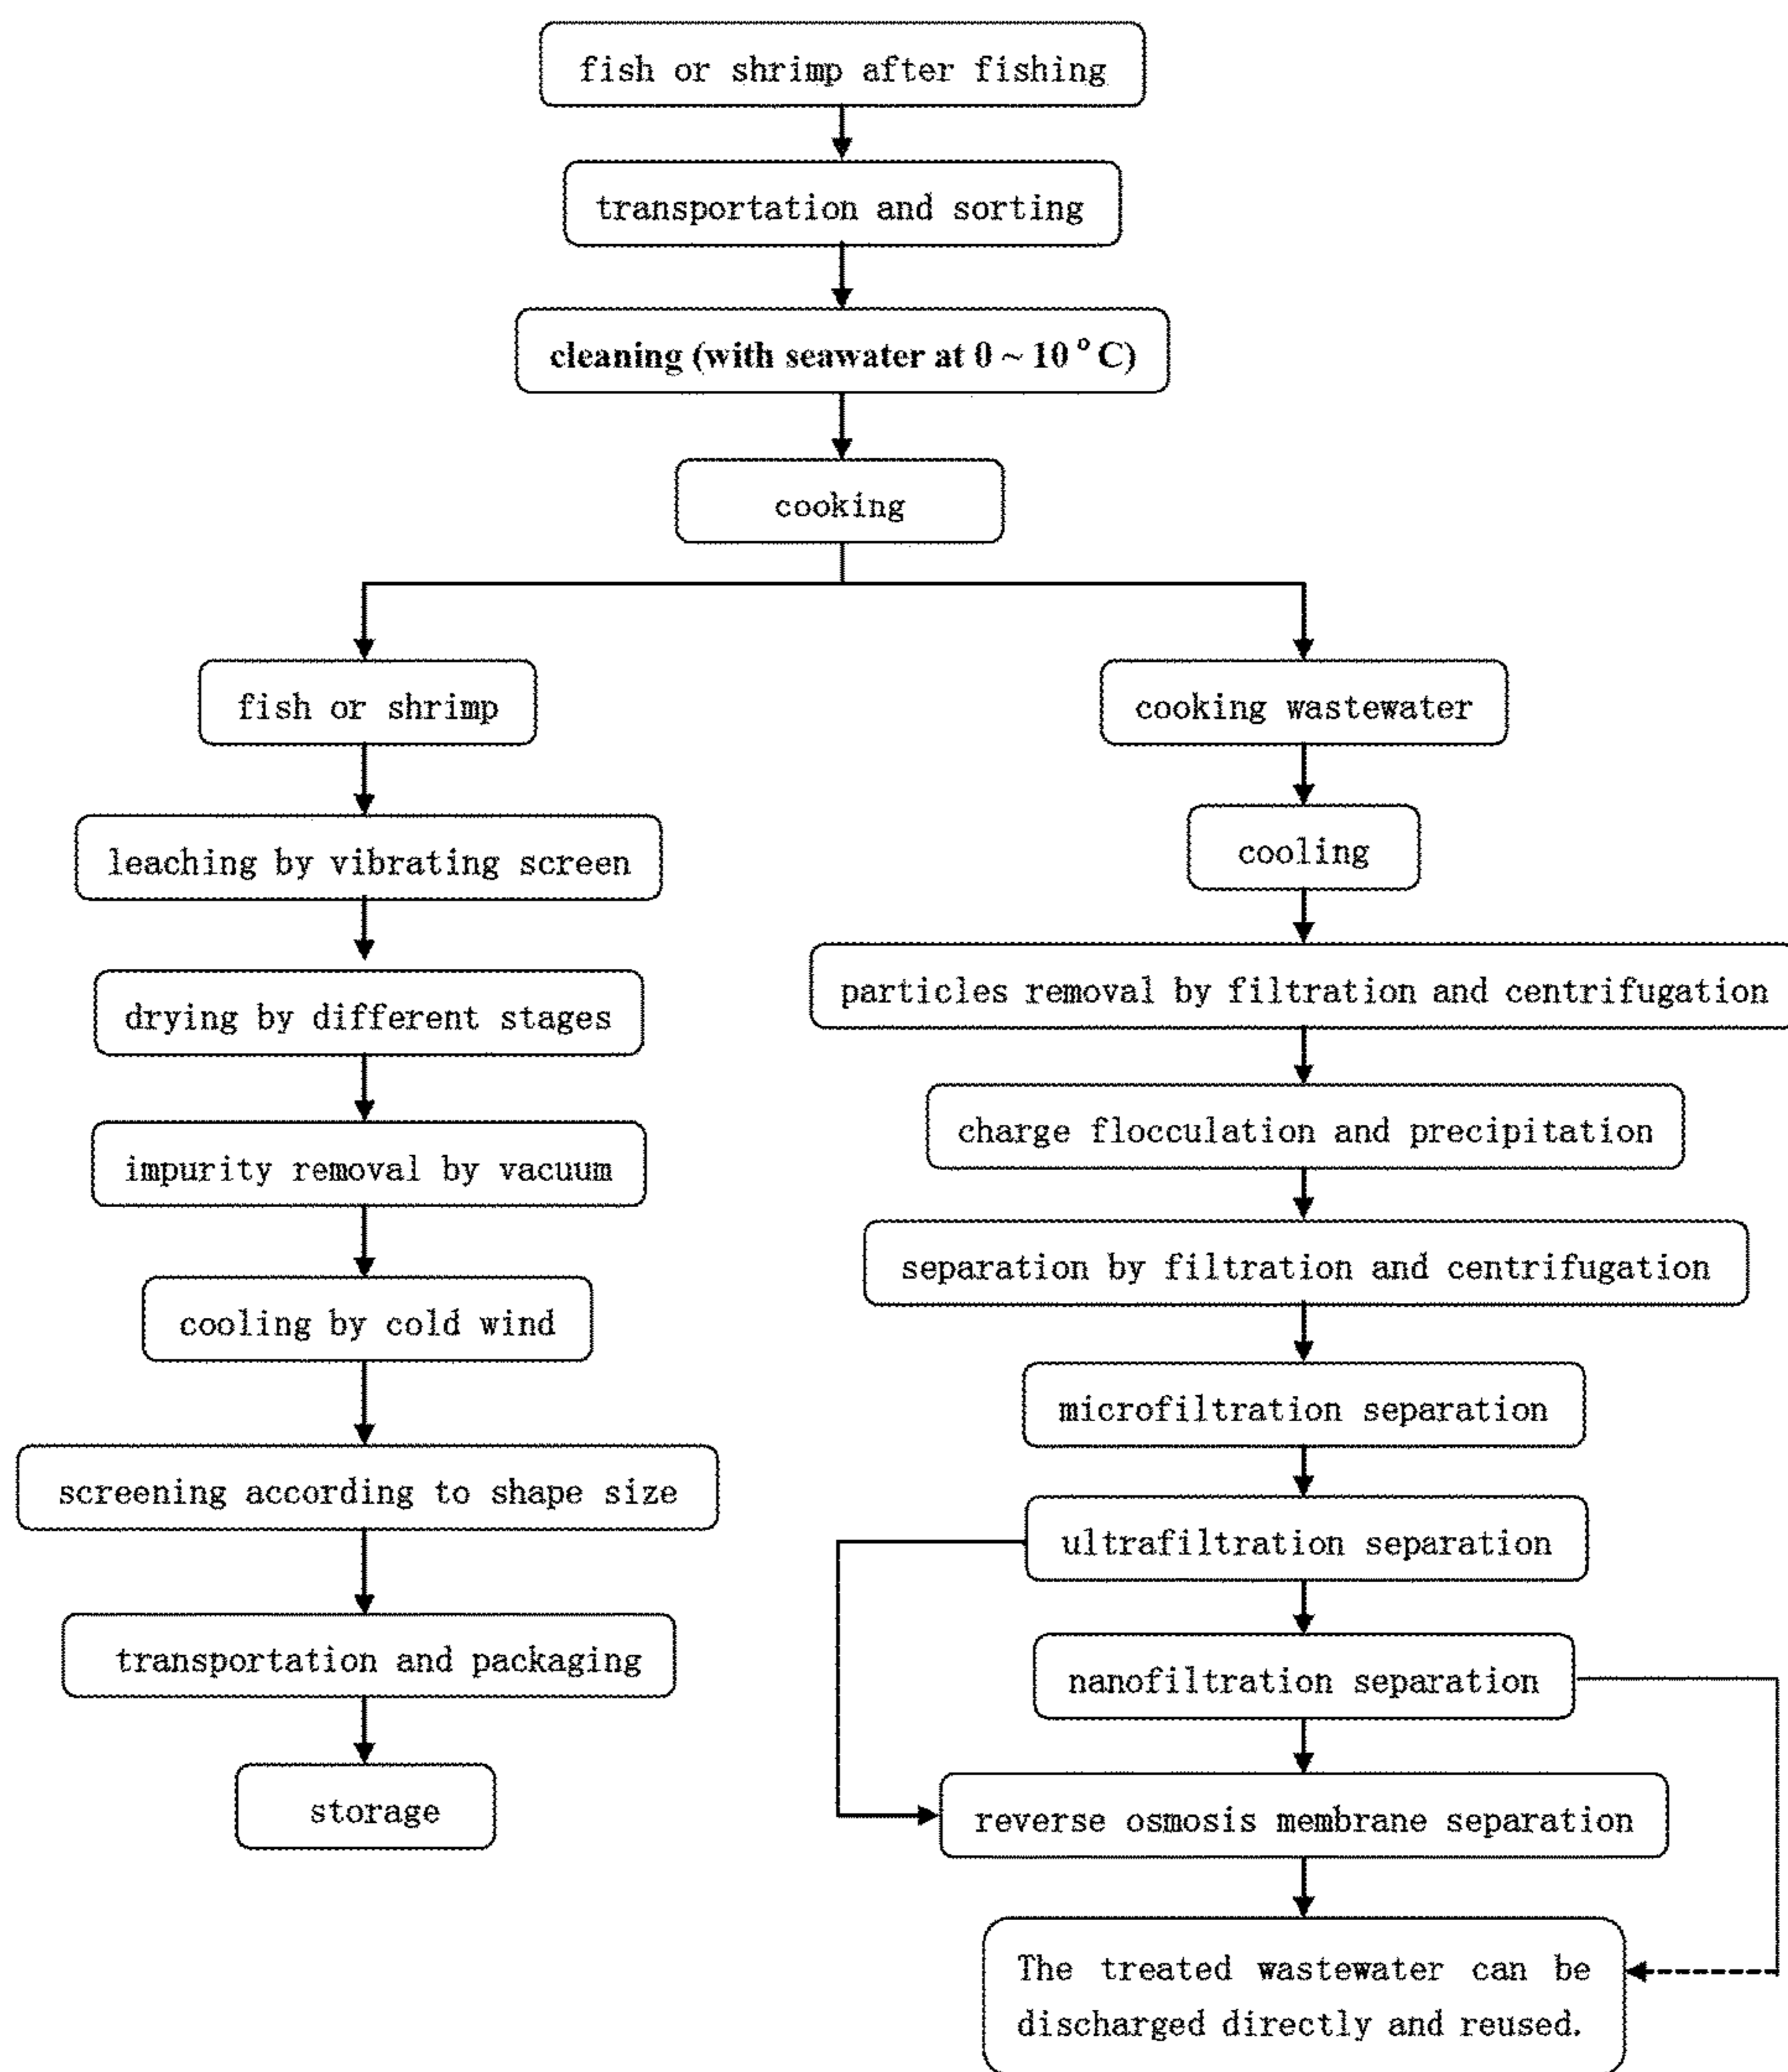 fish or shrimp after fishing
transportation and sorting
cleaning (with seawater at 0 ~ 10 ° C)
cooking
fish or shrimp
leaching by vibrating screen
drying by different stages
impurity removal by vacuum
cooling by cold wind
screening according to shape size
transportation and packaging
storage
cooking wastewater
cooling
particles removal by filtration and centrifugation
charge flocculation and precipitation
separation by filtration and centrifugation
microfiltration separation
ultrafiltration separation
nanofiltration separation
reverse osmosis membrane separation
The treated wastewater can be
discharged directly and reused.